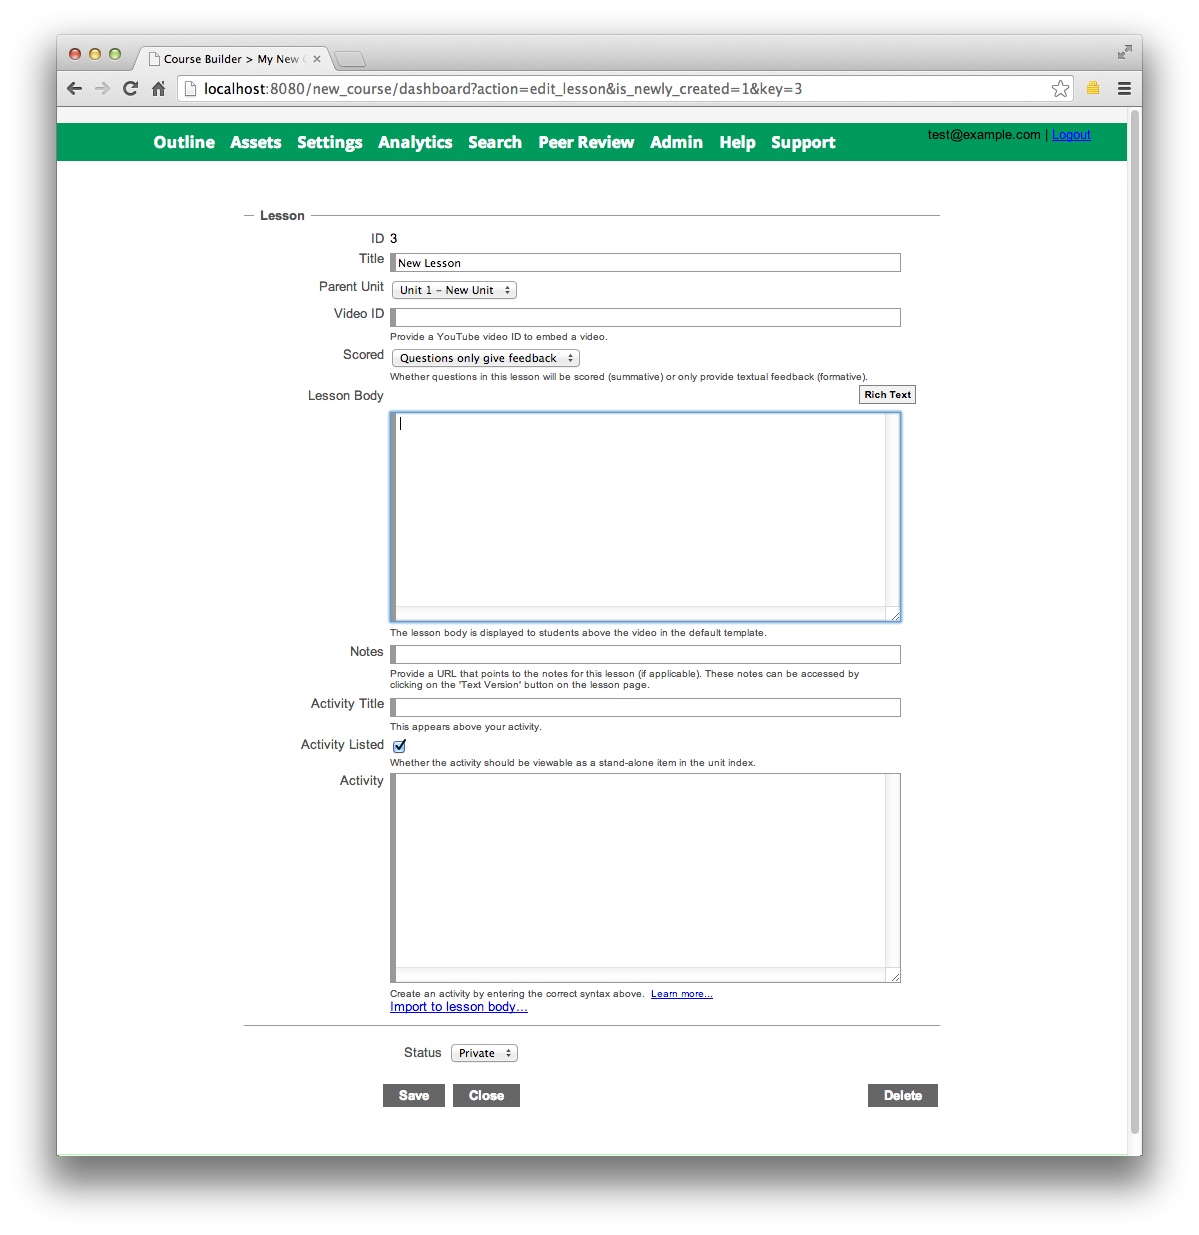 Course Builder > My New C
localhost:8080/new_course/dashboard?action=edit_lesson&is_newly_created=1&key=3
test@example.com | Logout
Outline Assets Settings Analytics Search Peer Review Admin Help Support
Lesson
ID 3
Title New Lesson
Parent Unit Unit 1 - New Unit
Video ID
Provide a YouTube video ID to embed a video.
Scored Questions only give feedback
Whether questions in this lesson will be scored (summative) or only provide textual feedback (formative).
Lesson Body Rich Text
The lesson body is displayed to students above the video in the default template.
Notes
Provide a URL that points to the notes for this lesson (if applicable). These notes can be accessed by
clicking on the 'Text Version' button on the lesson page.
Activity Title
This appears above your activity.
Activity Listed
Whether the activity should be viewable as a stand-alone item in the unit index.
Activity
Create an activity by entering the correct syntax above. Learn more...
Import to lesson body...
Status Private
Save Close Delete